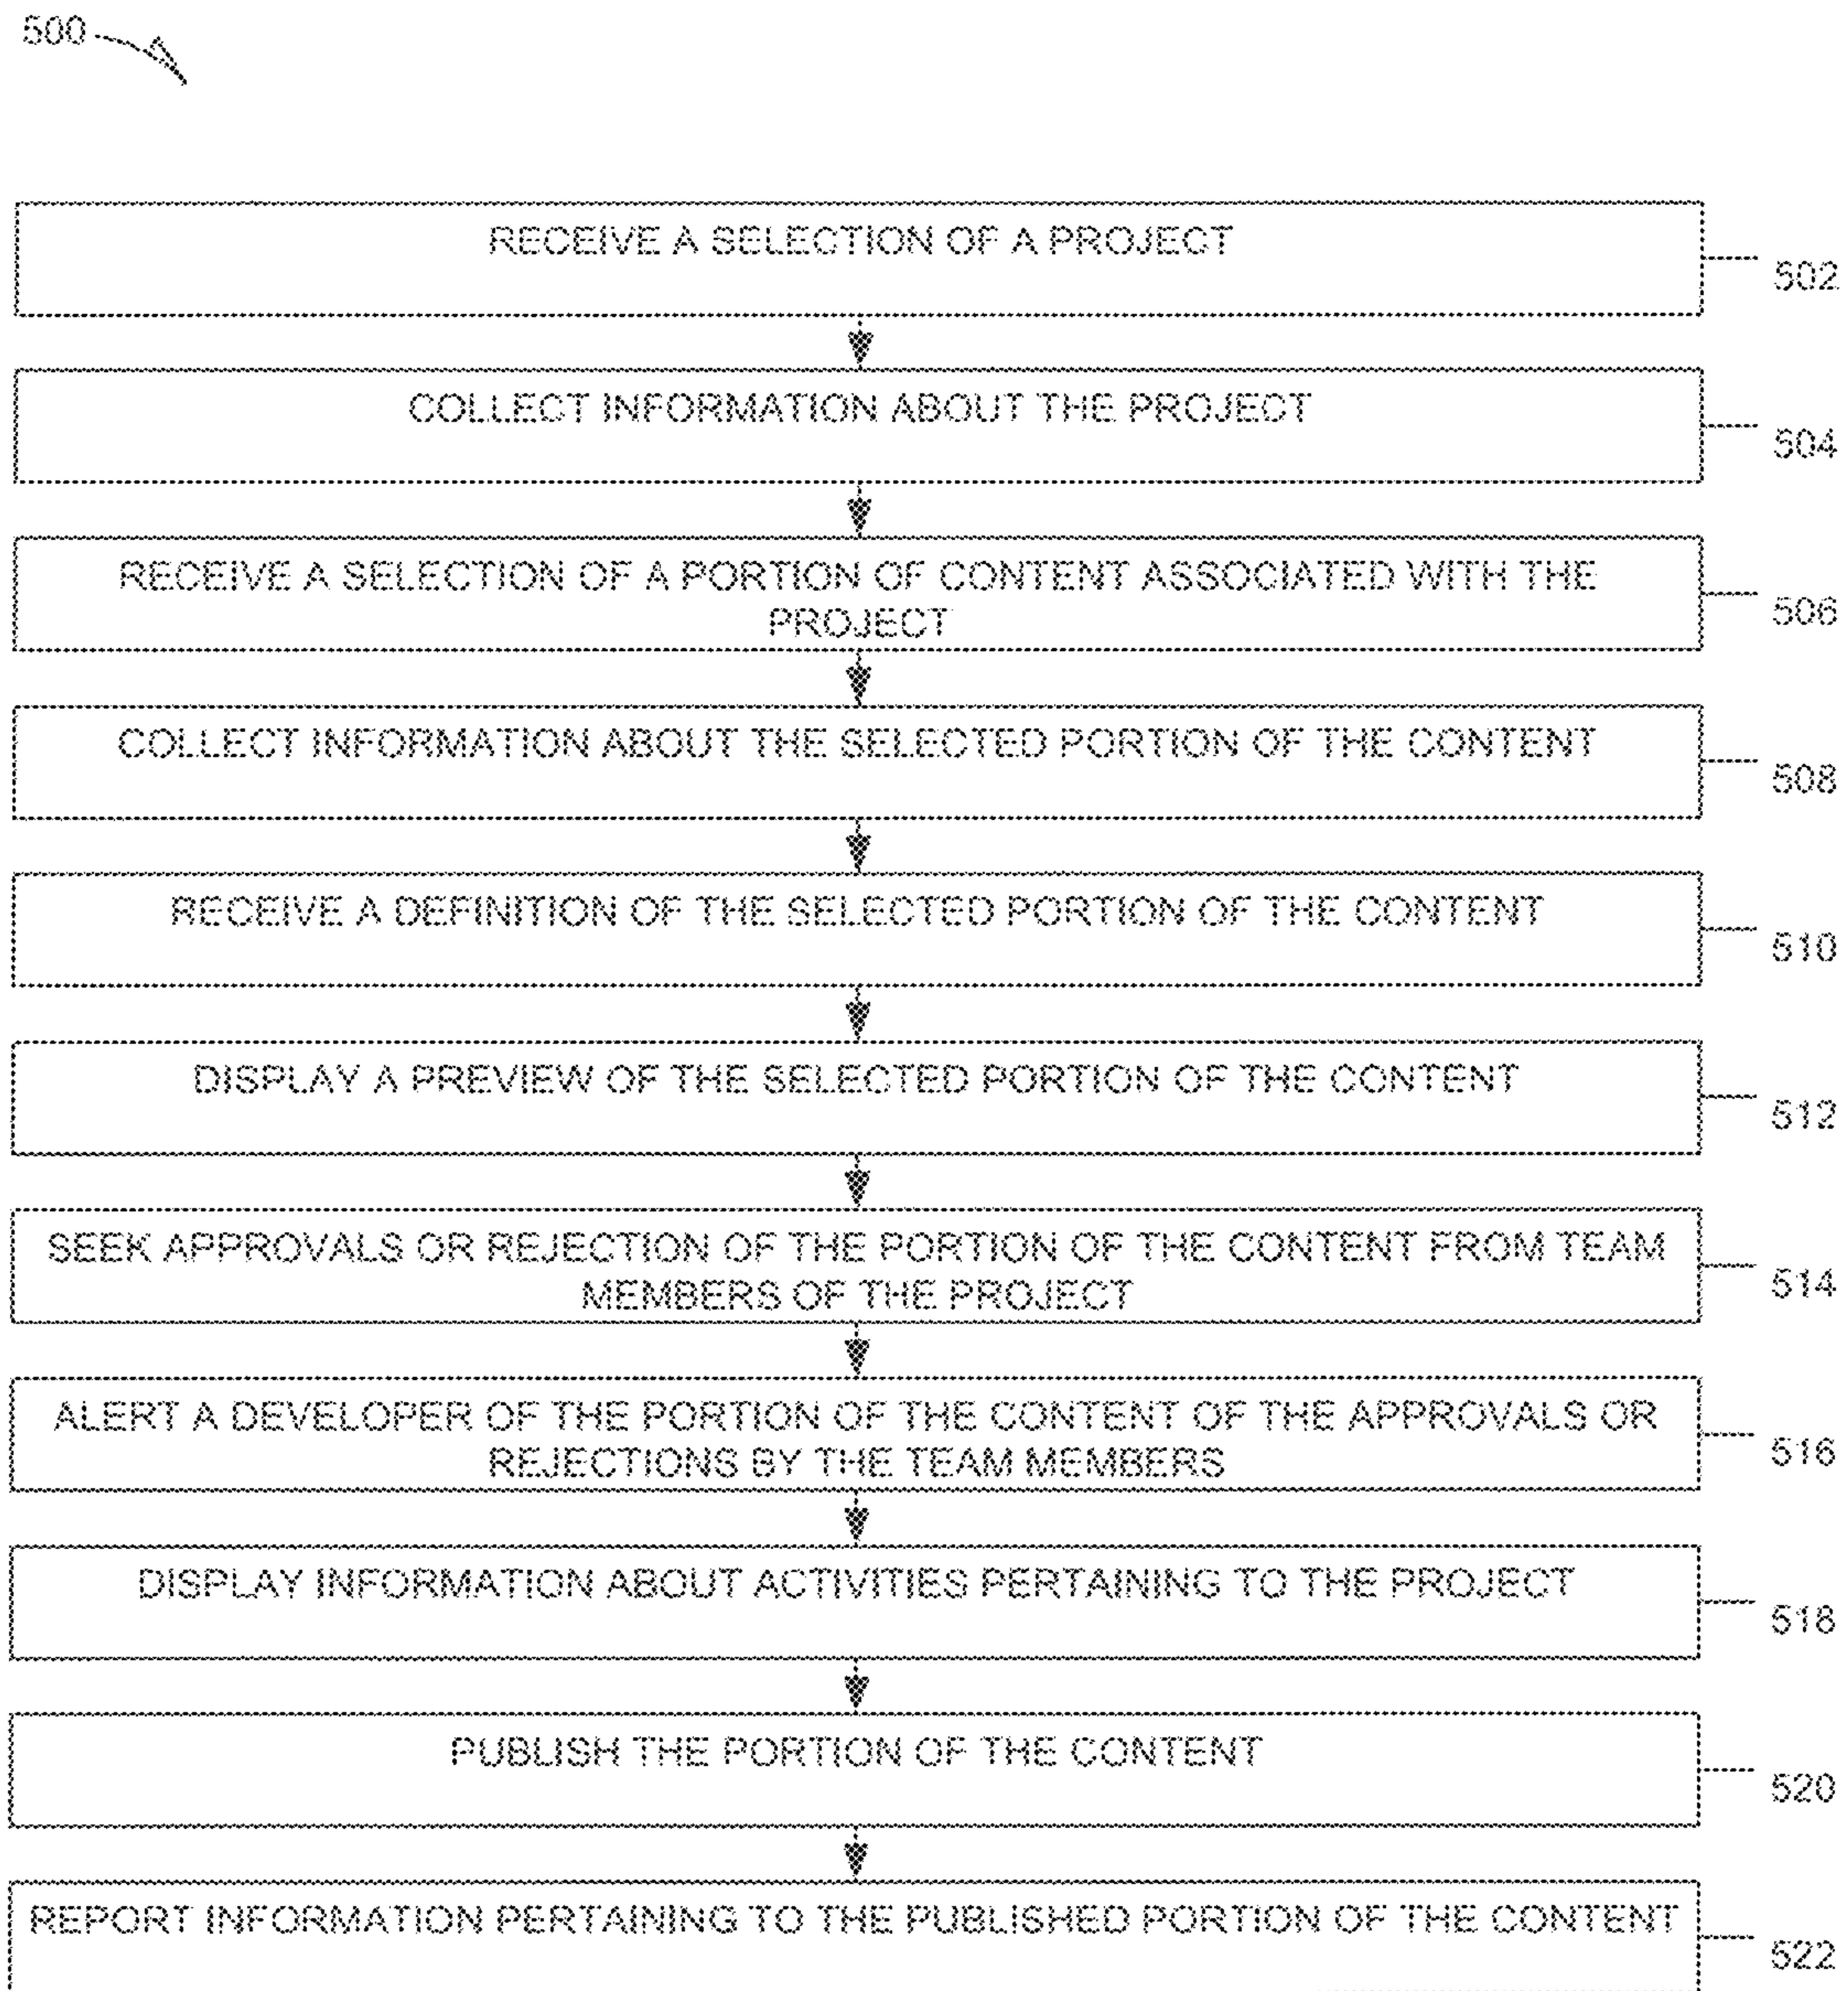 500
RECEIVE A SELECTION OF A PROJECT
502
COLLECT INFORMATION ABOUT THE PROJECT
504
RECEIVE A SELECTION OF A PORTION OF CONTENT ASSOCIATED WITH THE
PROJECT
506
COLLECT INFORMATION ABOUT THE SELECTED PORTION OF THE CONTENT
508
RECEIVE A DEFINITION OF THE SELECTED PORTION OF THE CONTENT
510
DISPLAY A PREVIEW OF THE SELECTED PORTION OF THE CONTENT
512
SEEK APPROVALS OR REJECTION OF THE PORTION OF THE CONTENT FROM TEAM
MEMBERS OF THE PROJECT
514
ALERT A DEVELOPER OF THE PORTION OF THE CONTENT OF THE APPROVALS OR
REJECTIONS BY THE TEAM MEMBERS
516
DISPLAY INFORMATION ABOUT ACTIVITIES PERTAINING TO THE PROJECT
518
PUBLISH THE PORTION OF THE CONTENT
520
REPORT INFORMATION PERTAINING TO THE PUBLISHED PORTION OF THE CONTENT
522